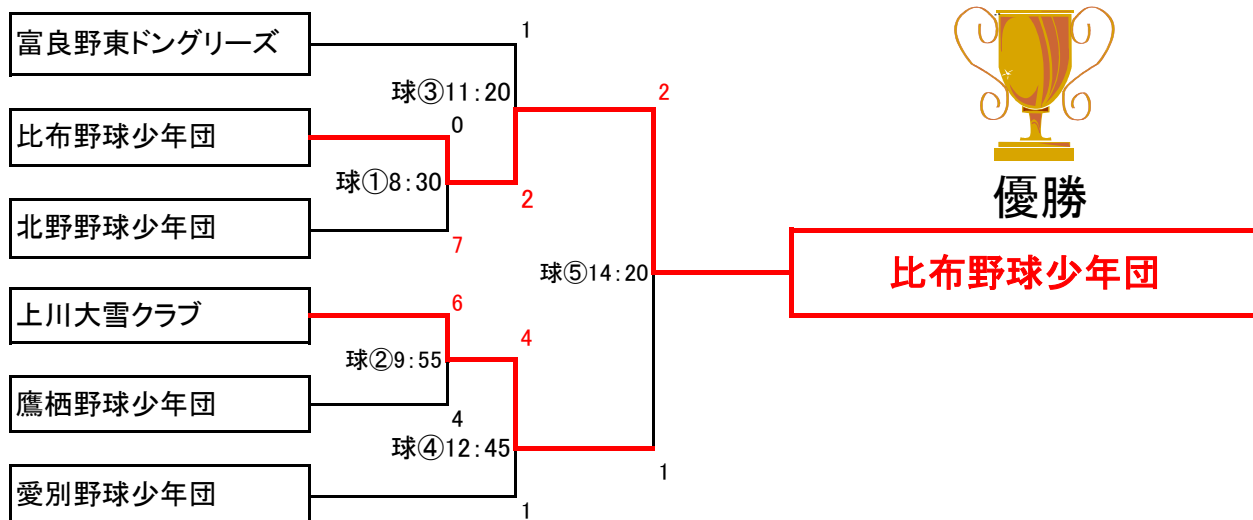 富良野東ドングリーズ
1
球③11:20
2
比布野球少年団
0
球①8:30
2
北野野球少年団
7
優勝
比布野球少年団
球⑤14:20
上川大雪クラブ
6
4
球②9:55
鷹栖野球少年団
4
球④12:45
1
愛別野球少年団
1